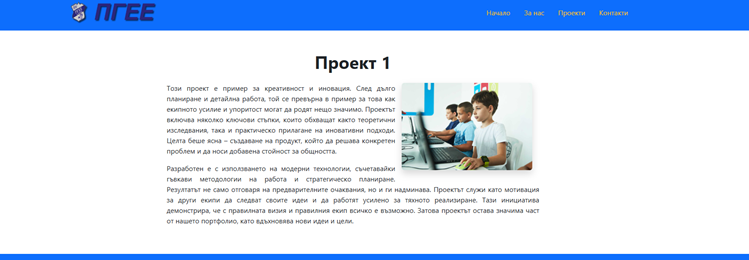 ПГЕЕ
Начало За нас Проекти Контакти
Проект 1
Този проект е пример за креативност и иновация. След дълго
планиране и детайлна работа, той се превърна в пример за това как
екипното усилие и упоритост могат да родят нещо значимо. Проектът
включва няколко ключови стъпки, които обхващат както теоретични
изследвания, така и практическо прилагане на иновативни подходи.
Целта беше ясна – създаване на продукт, който да решава конкретен
проблем и да носи добавена стойност за общността.
Разработен е с използването на модерни технологии, съчетавайки
гъвкави методологии на работа и стратегическо планиране.
Резултатът не само отговаря на предварителните очаквания, но и ги надминава. Проектът служи като мотивация
за други екипи да следват своите идеи и да работят усилено за тяхното реализиране. Тази инициатива
демонстрира, че с правилната визия и правилния екип всичко е възможно. Затова проектът остава значима част
от нашето портфолио, като вдъхновява нови идеи и цели.